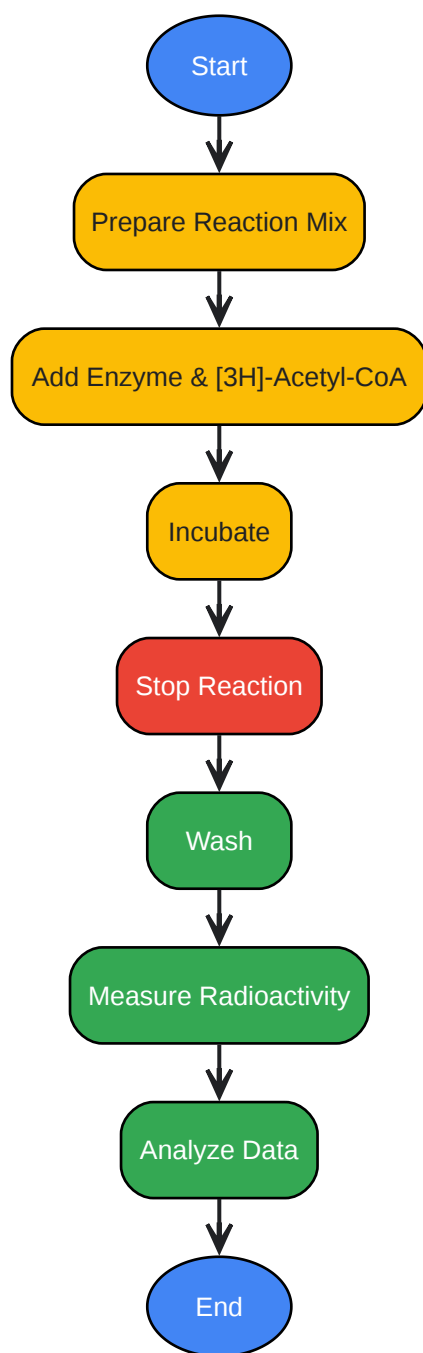 Start
Prepare Reaction Mix
Add Enzyme & [3H]-Acetyl-CoA
Incubate
Stop Reaction
Wash
Measure Radioactivity
Analyze Data
End